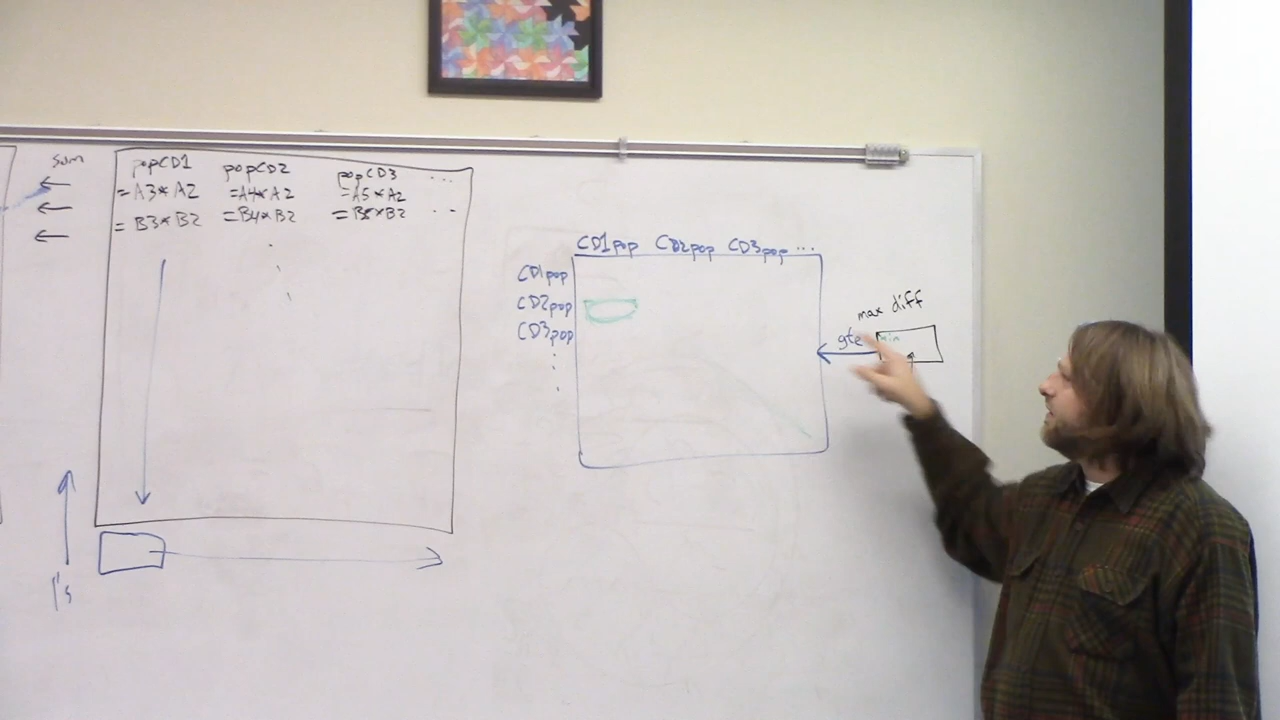 sum
popCD1 popCD2 popCD3 ...
=A3*A2 =A4*A2 =A5*A2
=B3*B2 =B4*B2 =B5*B2 ..
1's
CD1pop CD2pop CD3pop ...
CD1pop
CD2pop
CD3pop
max diff
gte
min